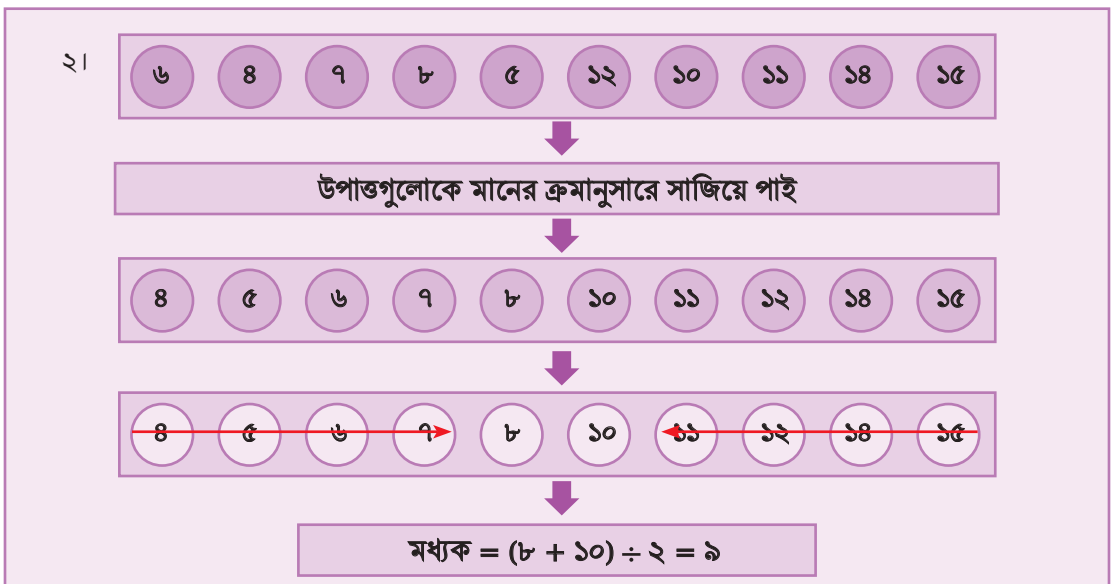 ২। ৬ ৪ ৭ ৮ ৫ ১২ ১০ ১১ ১৪ ১৫
উপাত্তগুলোকে মানের ক্রমানুসারে সাজিয়ে পাই
৪ ৫ ৬ ৭ ৮ ১০ ১১ ১২ ১৪ ১৫
৪ ৫ ৬ ৭ ৮ ১০ ১১ ১২ ১৪ ১৫
মধ্যক = (৮ + ১০) ÷ ২ = ৯